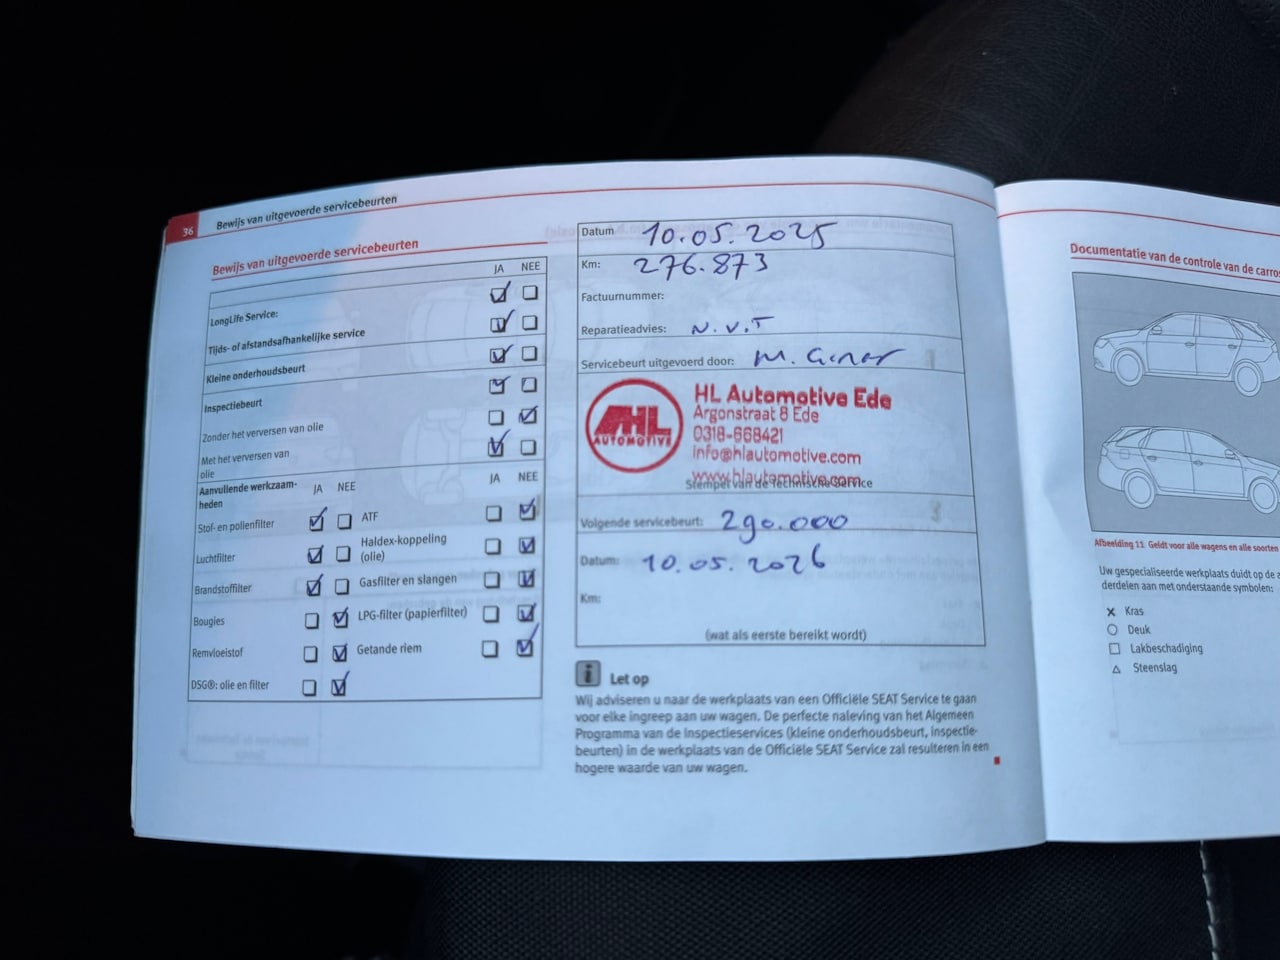 36
Bewijs van uitgevoerde servicebeurten
Bewijs van uitgevoerde servicebeurten
JA NEE
LongLife Service:
Tijds- of afstandsafhankelijke service
Kleine onderhoudsbeurt
Inspectiebeurt
Zonder het verversen van olie
Met het verversen van
olie
Aanvullende werkzaam-
heden
JA NEE
JA NEE
Stof- en pollenfilter
ATF
Luchtfilter
Haldex-koppeling
(olie)
Brandstoffilter
Gasfilter en slangen
Bougies
LPG-filter (papierfilter)
Remvloeistof
Getande riem
DSG®: olie en filter
Datum 10.05.2025
Km: 276.873
Factuurnummer:
Reparatieadvies: N.V.T
Servicebeurt uitgevoerd door: M.
AHL
AUTOMOTIVE
HL Automotive Ede
Argonstraat 8 Ede
0318-668421
info@hlautomotive.com
www.hlautomotive.com
Stempel van de Technische Service
Volgende servicebeurt: 290.000
Datum: 10.05.2026
Km:
(wat als eerste bereikt wordt)
i Let op
Wij adviseren u naar de werkplaats van een Officiële SEAT Service te gaan
voor elke ingreep aan uw wagen. De perfecte naleving van het Algemeen
Programma van de Inspectieservices (kleine onderhoudsbeurt, inspectie-
beurten) in de werkplaats van de Officiële SEAT Service zal resulteren in een
hogere waarde van uw wagen.
Documentatie van de controle van de carros
Afbeelding 11 Geldt voor alle wagens en alle soorten
Uw gespecialiseerde werkplaats duidt op de a
derdelen aan met onderstaande symbolen:
Kras
Deuk
Lakbeschadiging
Steenslag